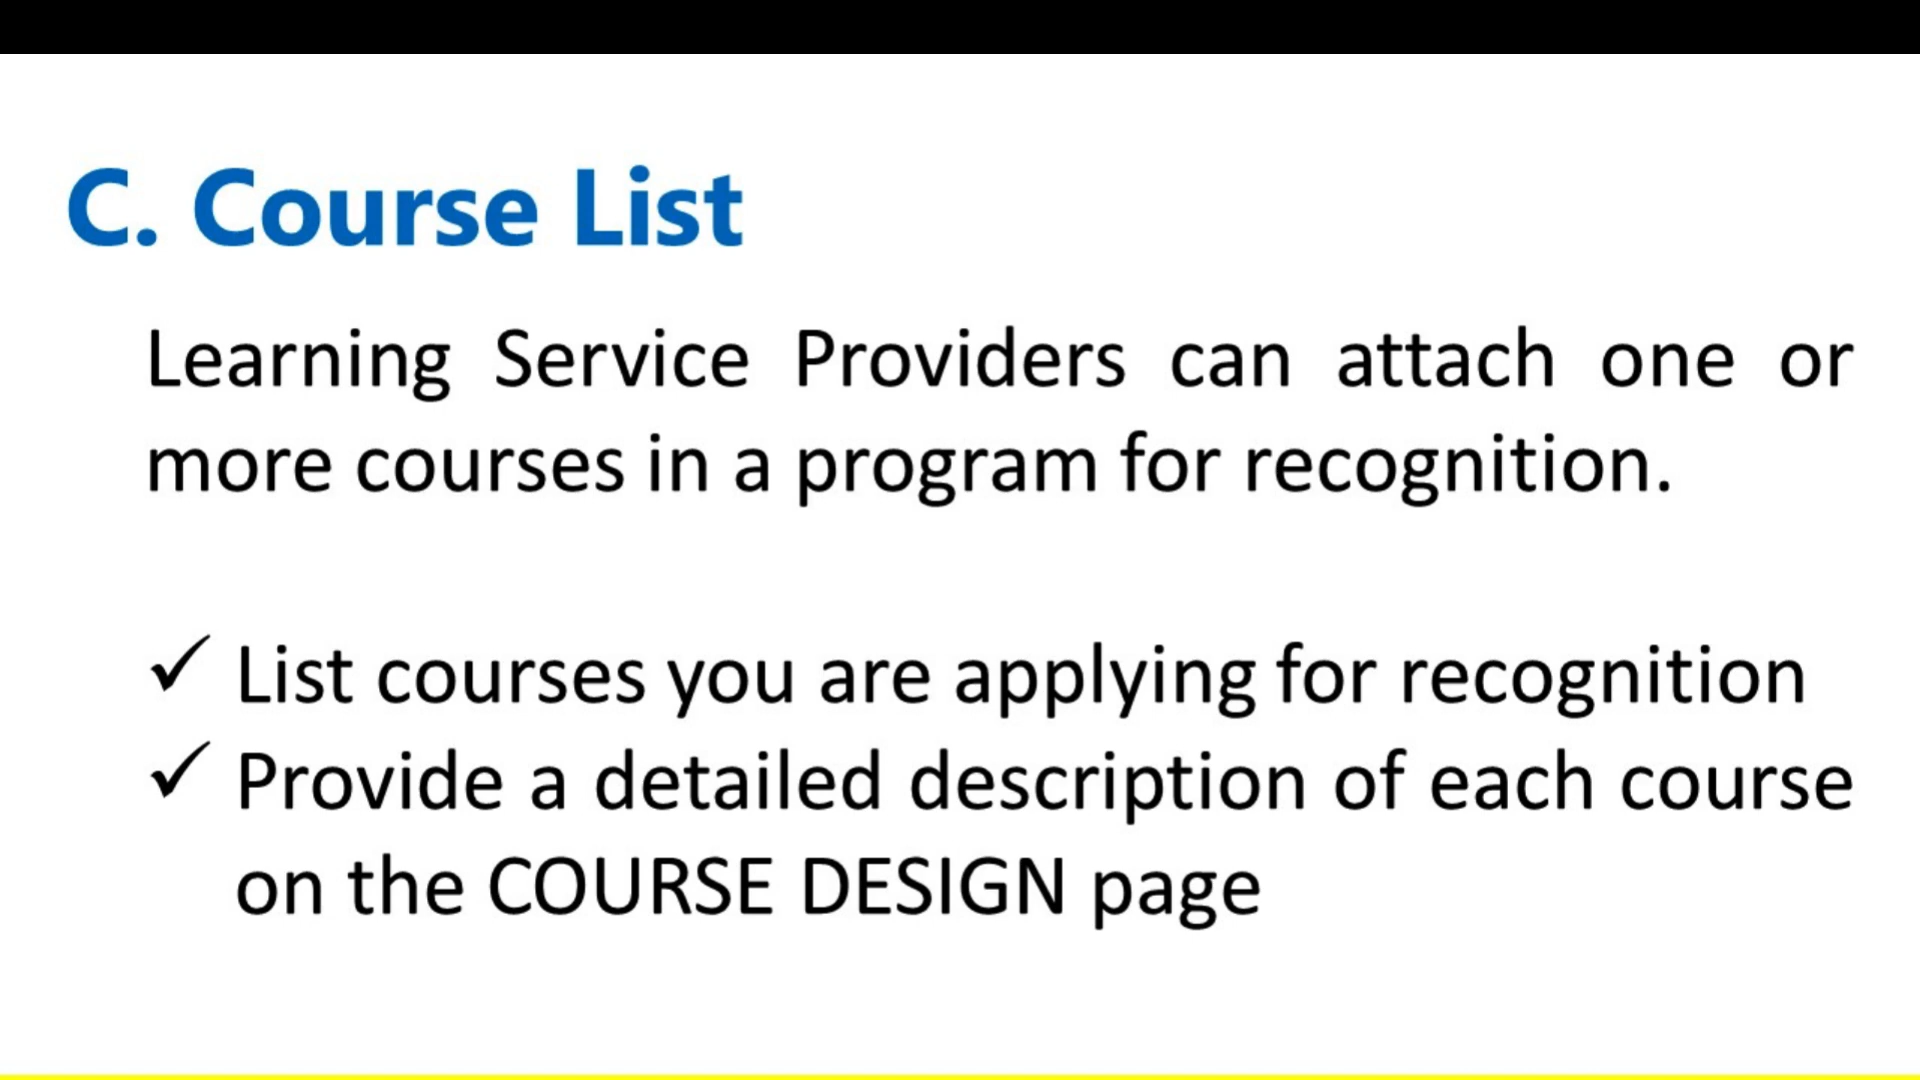 C. Course List
Learning Service Providers can attach one or
more courses in a program for recognition.
✓ List courses you are applying for recognition
✓ Provide a detailed description of each course
on the COURSE DESIGN page